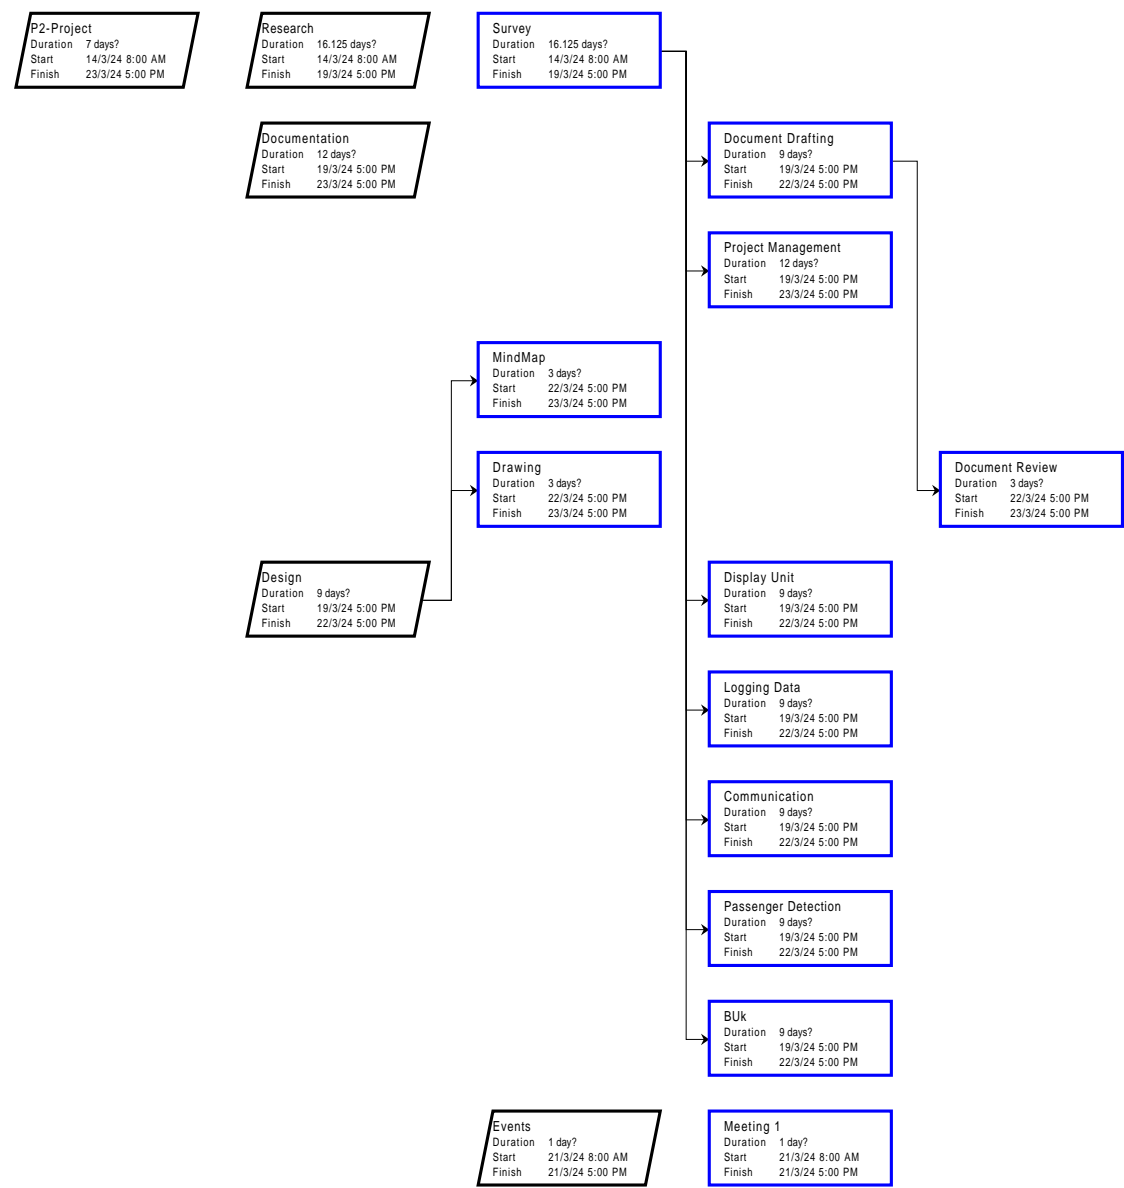 P2-Project
Duration 7 days?
Start 14/3/24 8:00 AM
Finish 23/3/24 5:00 PM
Research
Duration 16.125 days?
Start 14/3/24 8:00 AM
Finish 19/3/24 5:00 PM
Survey
Duration 16.125 days?
Start 14/3/24 8:00 AM
Finish 19/3/24 5:00 PM
Documentation
Duration 12 days?
Start 19/3/24 5:00 PM
Finish 23/3/24 5:00 PM
Document Drafting
Duration 9 days?
Start 19/3/24 5:00 PM
Finish 22/3/24 5:00 PM
Project Management
Duration 12 days?
Start 19/3/24 5:00 PM
Finish 23/3/24 5:00 PM
MindMap
Duration 3 days?
Start 22/3/24 5:00 PM
Finish 23/3/24 5:00 PM
Drawing
Duration 3 days?
Start 22/3/24 5:00 PM
Finish 23/3/24 5:00 PM
Document Review
Duration 3 days?
Start 22/3/24 5:00 PM
Finish 23/3/24 5:00 PM
Design
Duration 9 days?
Start 19/3/24 5:00 PM
Finish 22/3/24 5:00 PM
Display Unit
Duration 9 days?
Start 19/3/24 5:00 PM
Finish 22/3/24 5:00 PM
Logging Data
Duration 9 days?
Start 19/3/24 5:00 PM
Finish 22/3/24 5:00 PM
Communication
Duration 9 days?
Start 19/3/24 5:00 PM
Finish 22/3/24 5:00 PM
Passenger Detection
Duration 9 days?
Start 19/3/24 5:00 PM
Finish 22/3/24 5:00 PM
BUk
Duration 9 days?
Start 19/3/24 5:00 PM
Finish 22/3/24 5:00 PM
Events
Duration 1 day?
Start 21/3/24 8:00 AM
Finish 21/3/24 5:00 PM
Meeting 1
Duration 1 day?
Start 21/3/24 8:00 AM
Finish 21/3/24 5:00 PM